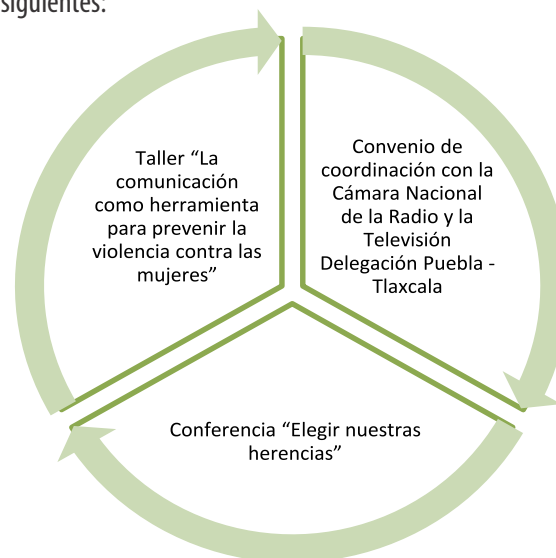 siguientes:
Taller “La
comunicación
como herramienta
para prevenir la
violencia contra las
mujeres”
Convenio de
coordinación con la
Cámara Nacional
de la Radio y la
Televisión
Delegación Puebla -
Tlaxcala
Conferencia “Elegir nuestras
herencias”